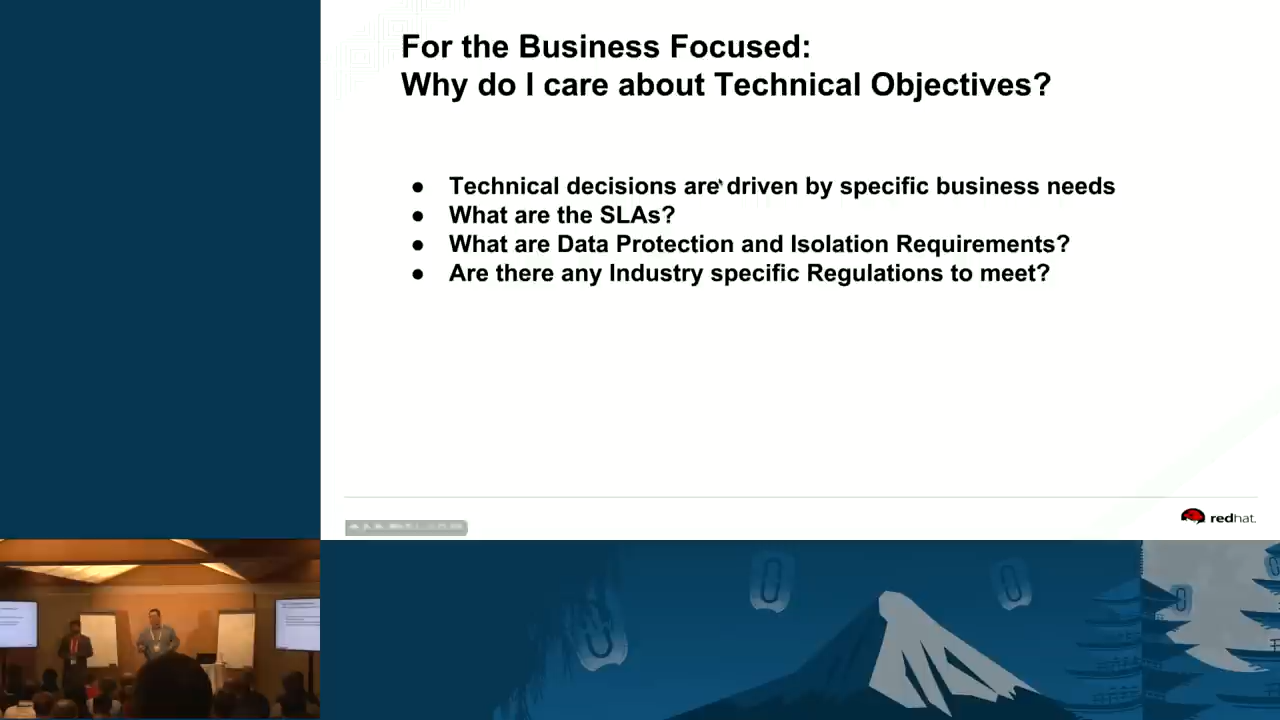 For the Business Focused:
Why do I care about Technical Objectives?
● Technical decisions are driven by specific business needs
● What are the SLAs?
● What are Data Protection and Isolation Requirements?
● Are there any Industry specific Regulations to meet?
redhat.